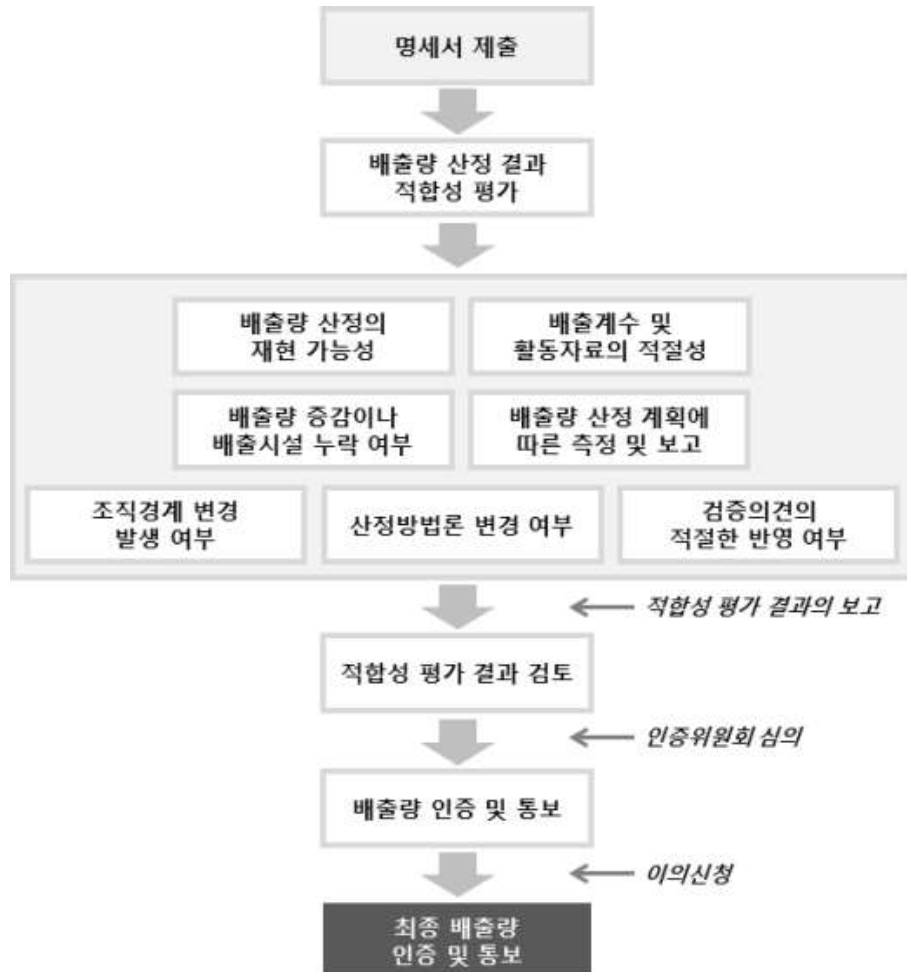 명세서 제출
배출량 산정 결과
적합성 평가
배출량 산정의
재현 가능성
배출계수 및
활동자료의 적절성
배출량 증감이나
배출시설 누락 여부
배출량 산정 계획에
따른 측정 및 보고
조직경계 변경
발생 여부
산정방법론 변경 여부
검증의견의
적절한 반영 여부
적합성 평가 결과의 보고
적합성 평가 결과 검토
인증위원회 심의
배출량 인증 및 통보
이의신청
최종 배출량
인증 및 통보